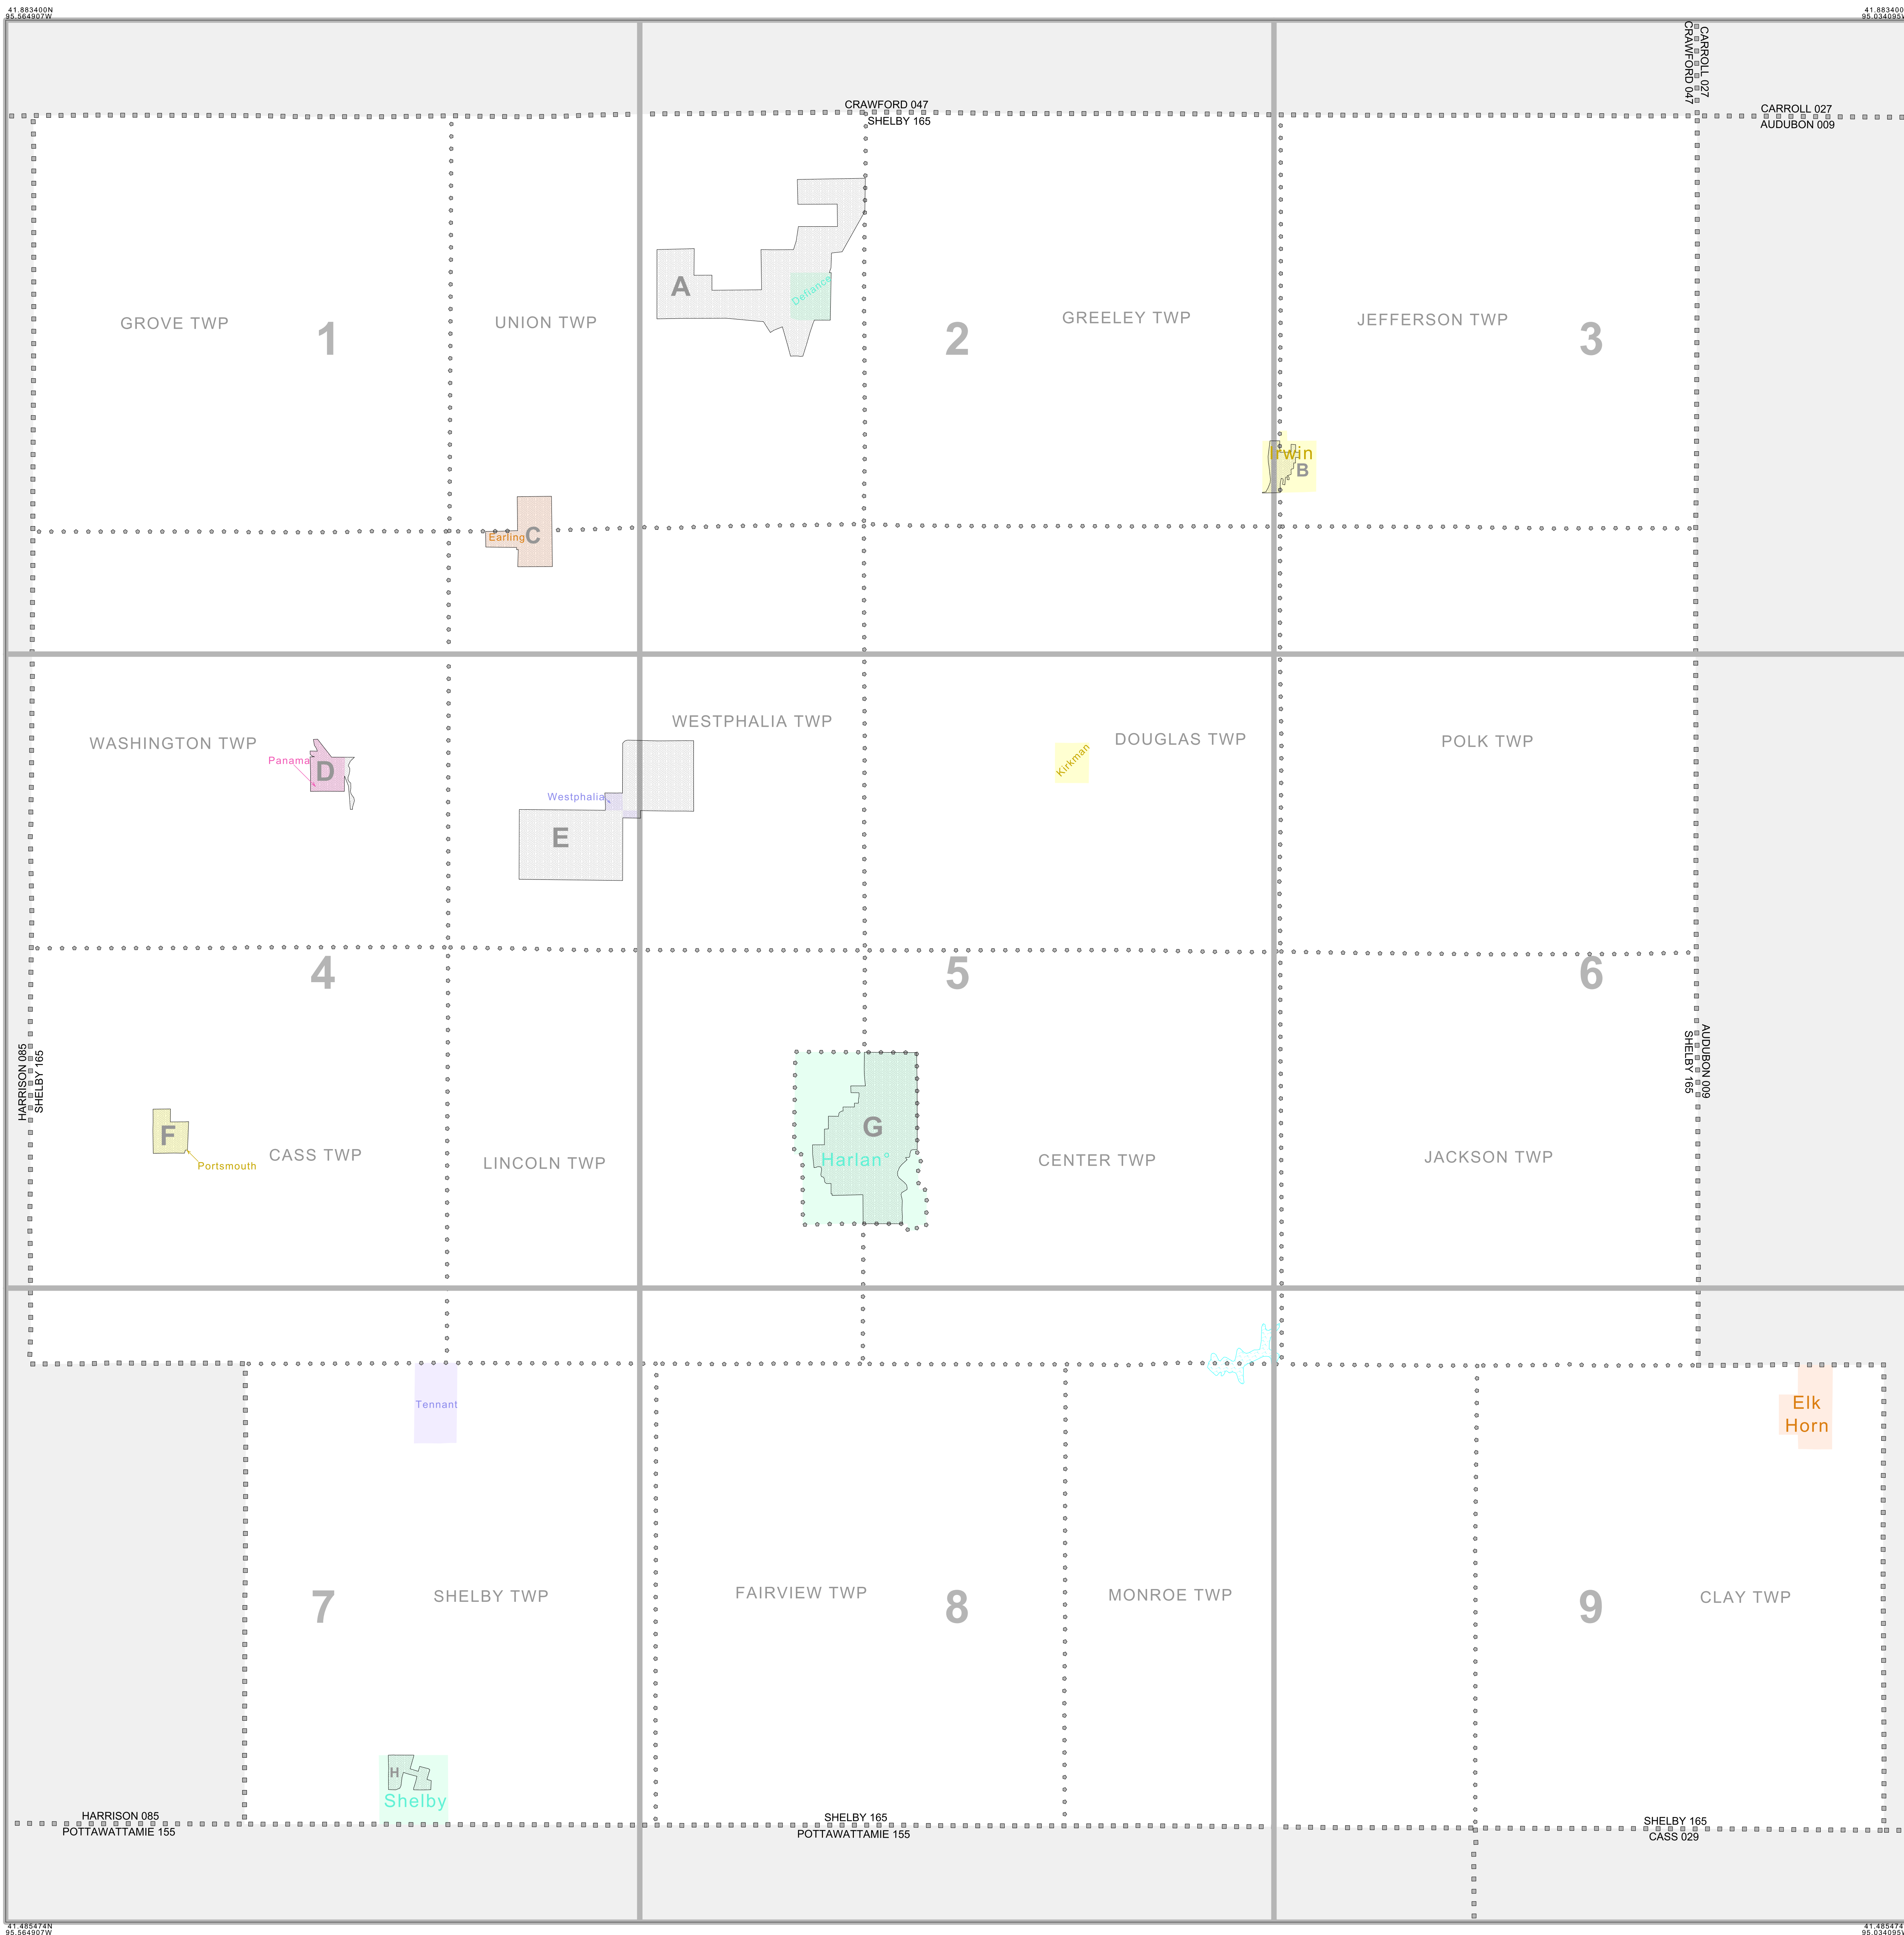 41.883400N
95.564907W
41.883400
95.034095W
CRAWFORD 047
CARROLL 027
CRAWFORD 047
SHELBY 165
CARROLL 027
AUDUBON 009
A
Defiance
GROVE TWP
1
UNION TWP
2
GREELEY TWP
JEFFERSON TWP
3
Irwin
B
Earling
C
WASHINGTON TWP
Panama
D
WESTPHALIA TWP
Westphalia
E
Kirkman
DOUGLAS TWP
POLK TWP
4
5
6
HARRISON 085
SHELBY 165
SHELBY 165
AUDUBON 009
F
Portsmouth
CASS TWP
LINCOLN TWP
G
Harlan°
CENTER TWP
JACKSON TWP
Tennant
Elk
Horn
7
SHELBY TWP
FAIRVIEW TWP
8
MONROE TWP
9
CLAY TWP
H
Shelby
HARRISON 085
POTTAWATTAMIE 155
SHELBY 165
POTTAWATTAMIE 155
SHELBY 165
CASS 029
41.485474N
95.564907W
41.485474
95.034095W